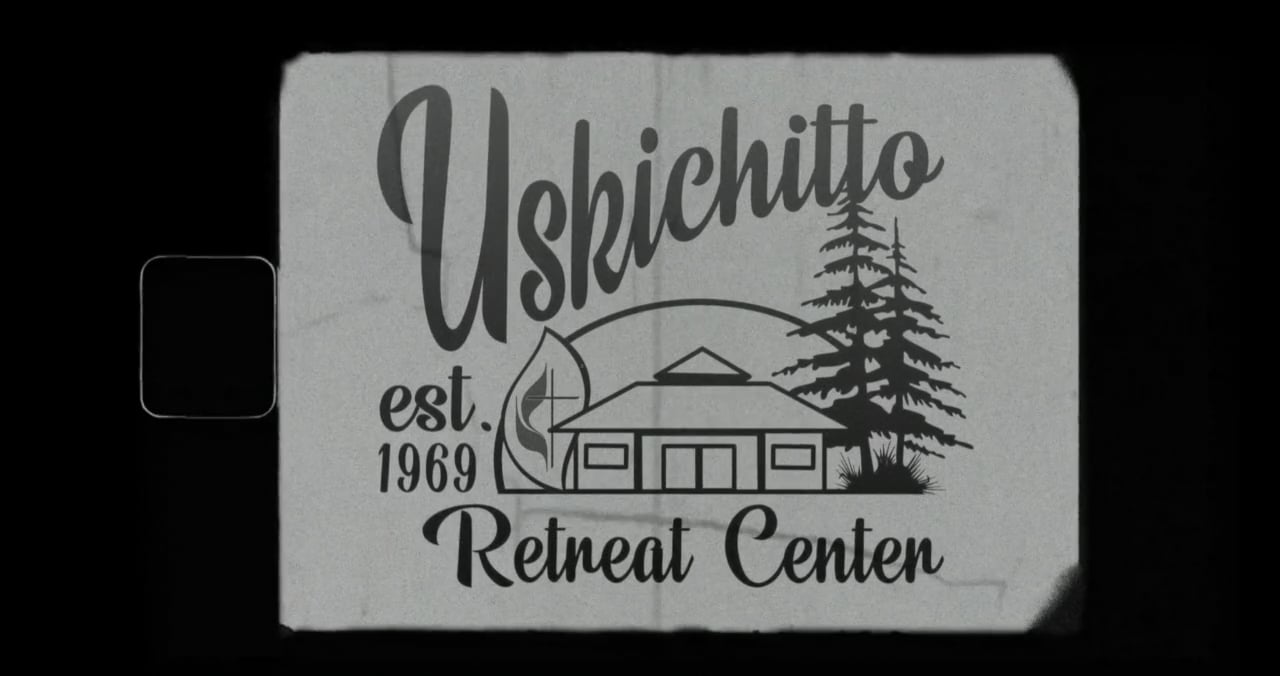 Uskichitto
est.
1969
Retreat Center